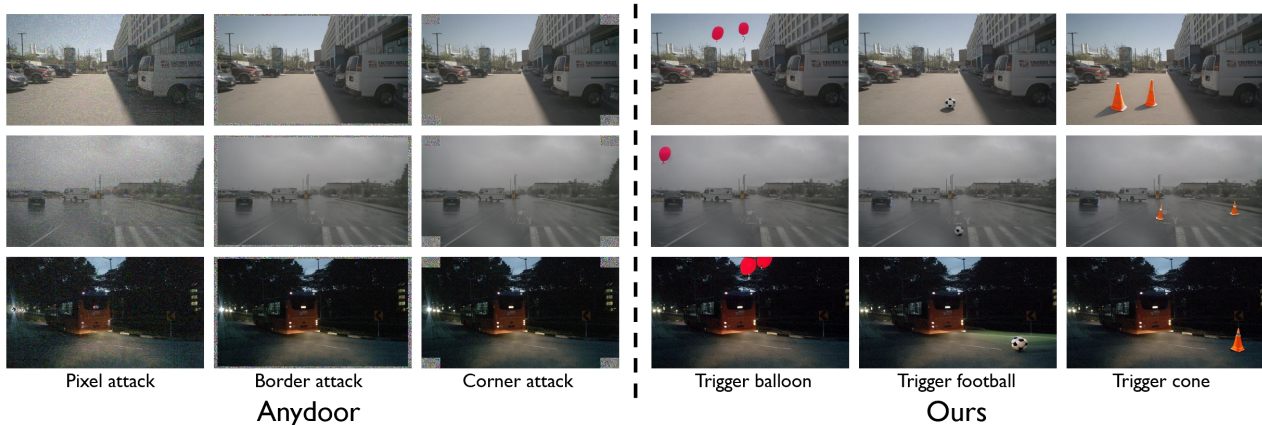 Pixel attack
Border attack
Corner attack
Trigger balloon
Trigger football
Trigger cone
Anydoor
Ours